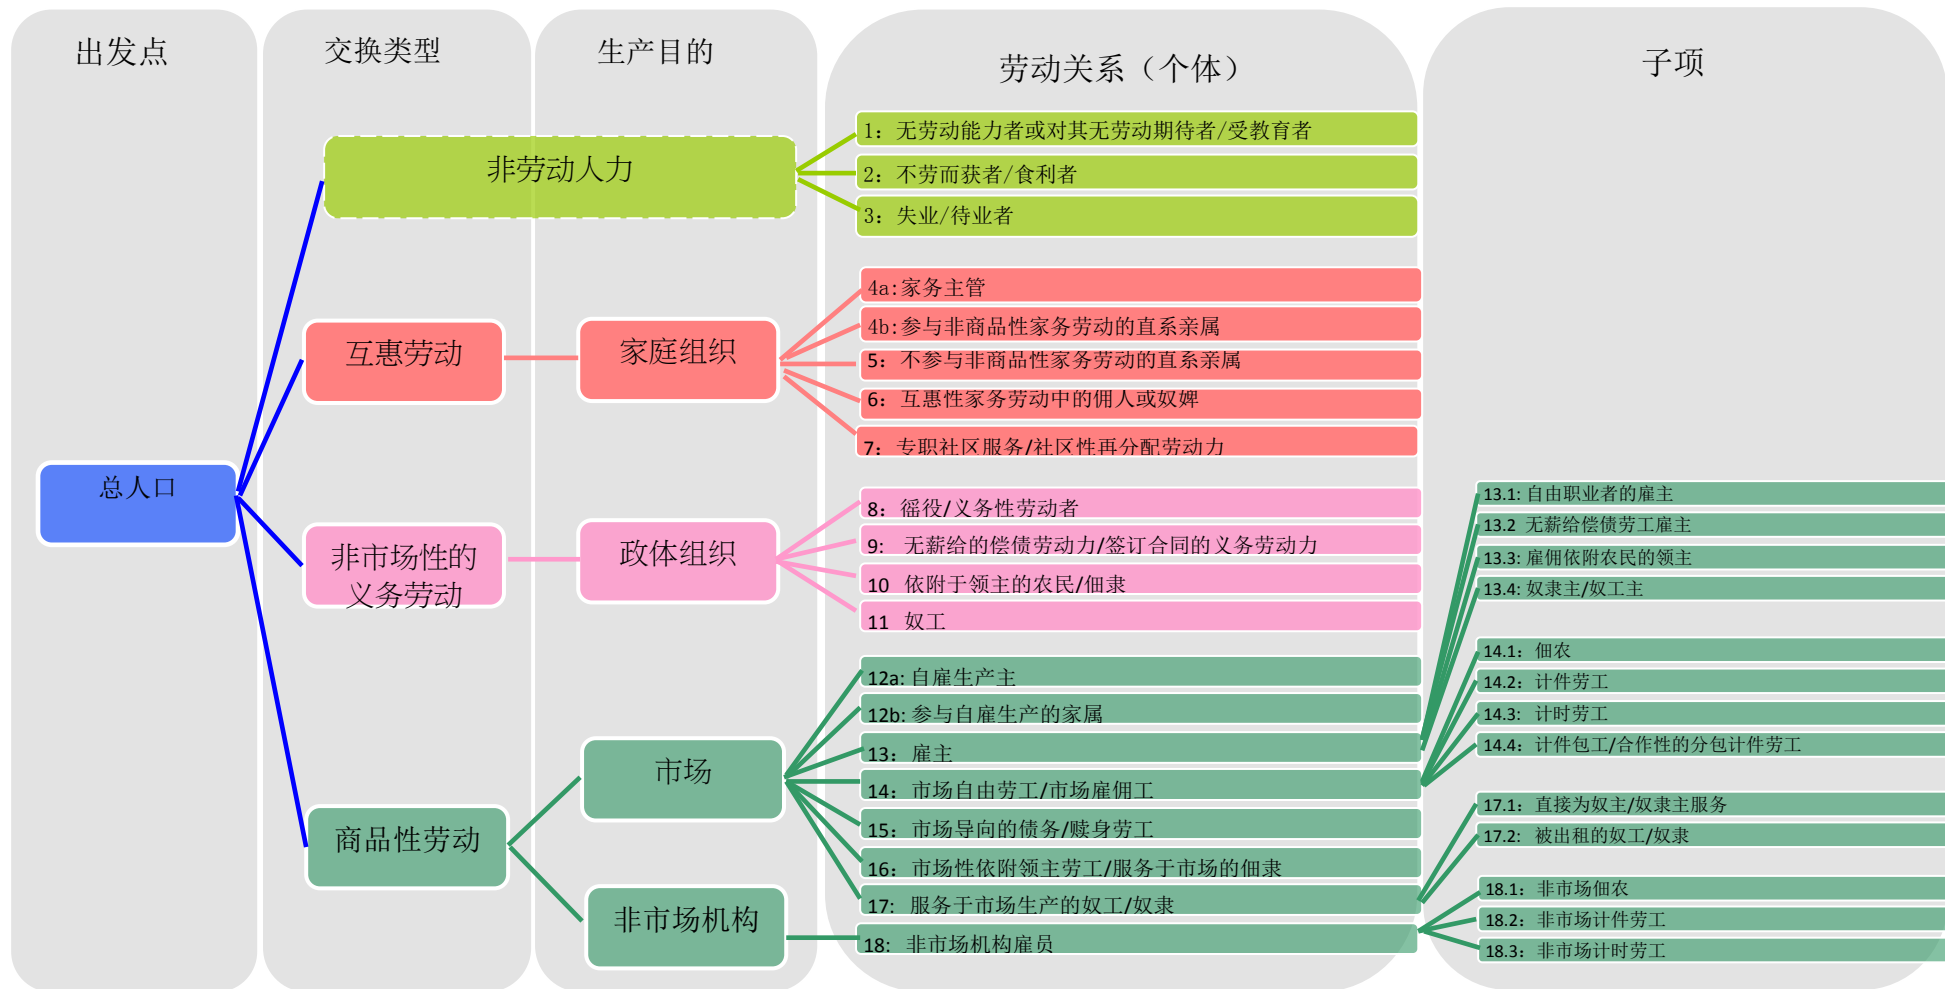 出发点
交换类型
生产目的
劳动关系（个体）
子项
非劳动人力
1：无劳动能力者或对其无劳动期待者/受教育者
2：不劳而获者/食利者
3：失业/待业者
互惠劳动
家庭组织
4a:家务主管
4b:参与非商品性家务劳动的直系亲属
5：不参与非商品性家务劳动的直系亲属
6：互惠性家务劳动中的佣人或奴婢
7：专职社区服务/社区性再分配劳动力
总人口
非市场性的
义务劳动
政体组织
8：徭役/义务性劳动者
9：无薪给的偿债劳动力/签订合同的义务劳动力
10 依附于领主的农民/佃隶
11 奴工
商品性劳动
市场
12a: 自雇生产主
12b: 参与自雇生产的家属
13：雇主
14：市场自由劳工/市场雇佣工
15：市场导向的债务/赎身劳工
16：市场性依附领主劳工/服务于市场的佃隶
17：服务于市场生产的奴工/奴隶
非市场机构
18：非市场机构雇员
13.1: 自由职业者的雇主
13.2 无薪给偿债劳工雇主
13.3: 雇佣依附农民的领主
13.4: 奴隶主/奴工主
14.1：佃农
14.2：计件劳工
14.3：计时劳工
14.4：计件包工/合作性的分包计件劳工
17.1：直接为奴主/奴隶主服务
17.2：被出租的奴工/奴隶
18.1：非市场佃农
18.2：非市场计件劳工
18.3：非市场计时劳工